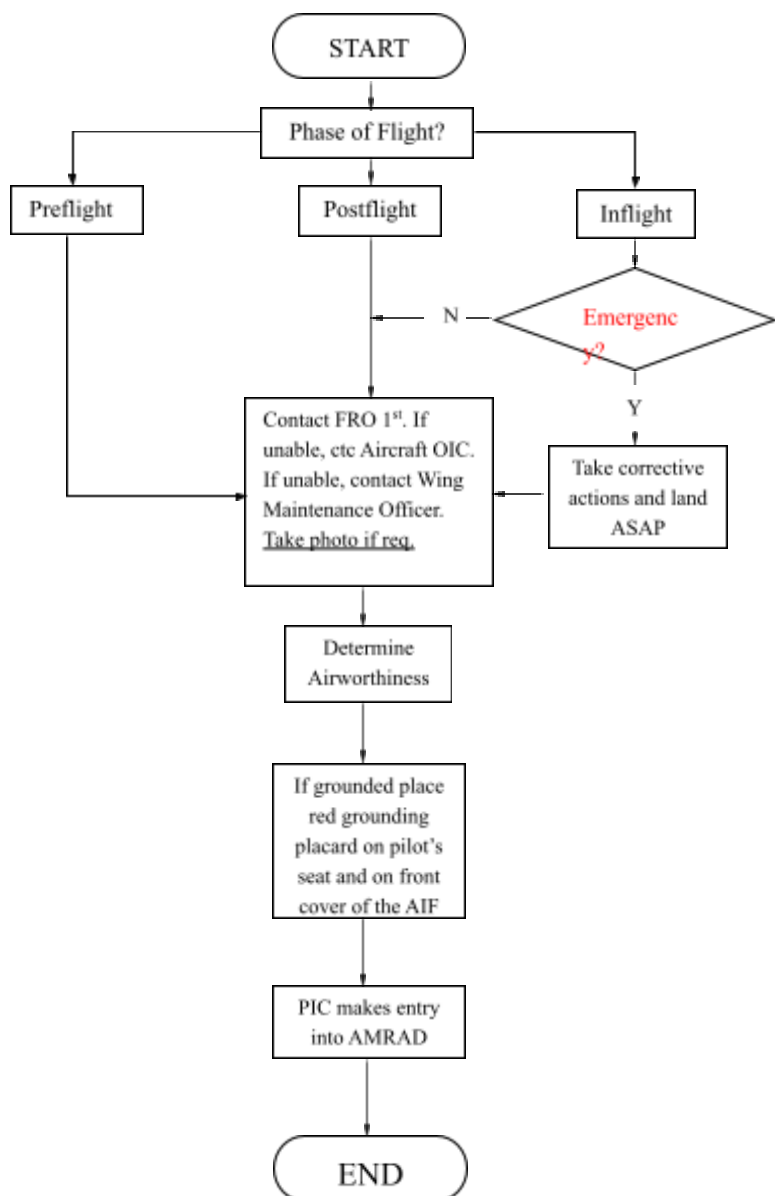 START
Phase of Flight?
Preflight
Postflight
Inflight
N
Emergenc
y?
Y
Contact FRO 1st. If
unable, ctc Aircraft OIC.
If unable, contact Wing
Maintenance Officer.
Take photo if req.
Take corrective
actions and land
ASAP
Determine
Airworthiness
If grounded place
red grounding
placard on pilot’s
seat and on front
cover of the AIF
PIC makes entry
into AMRAD
END